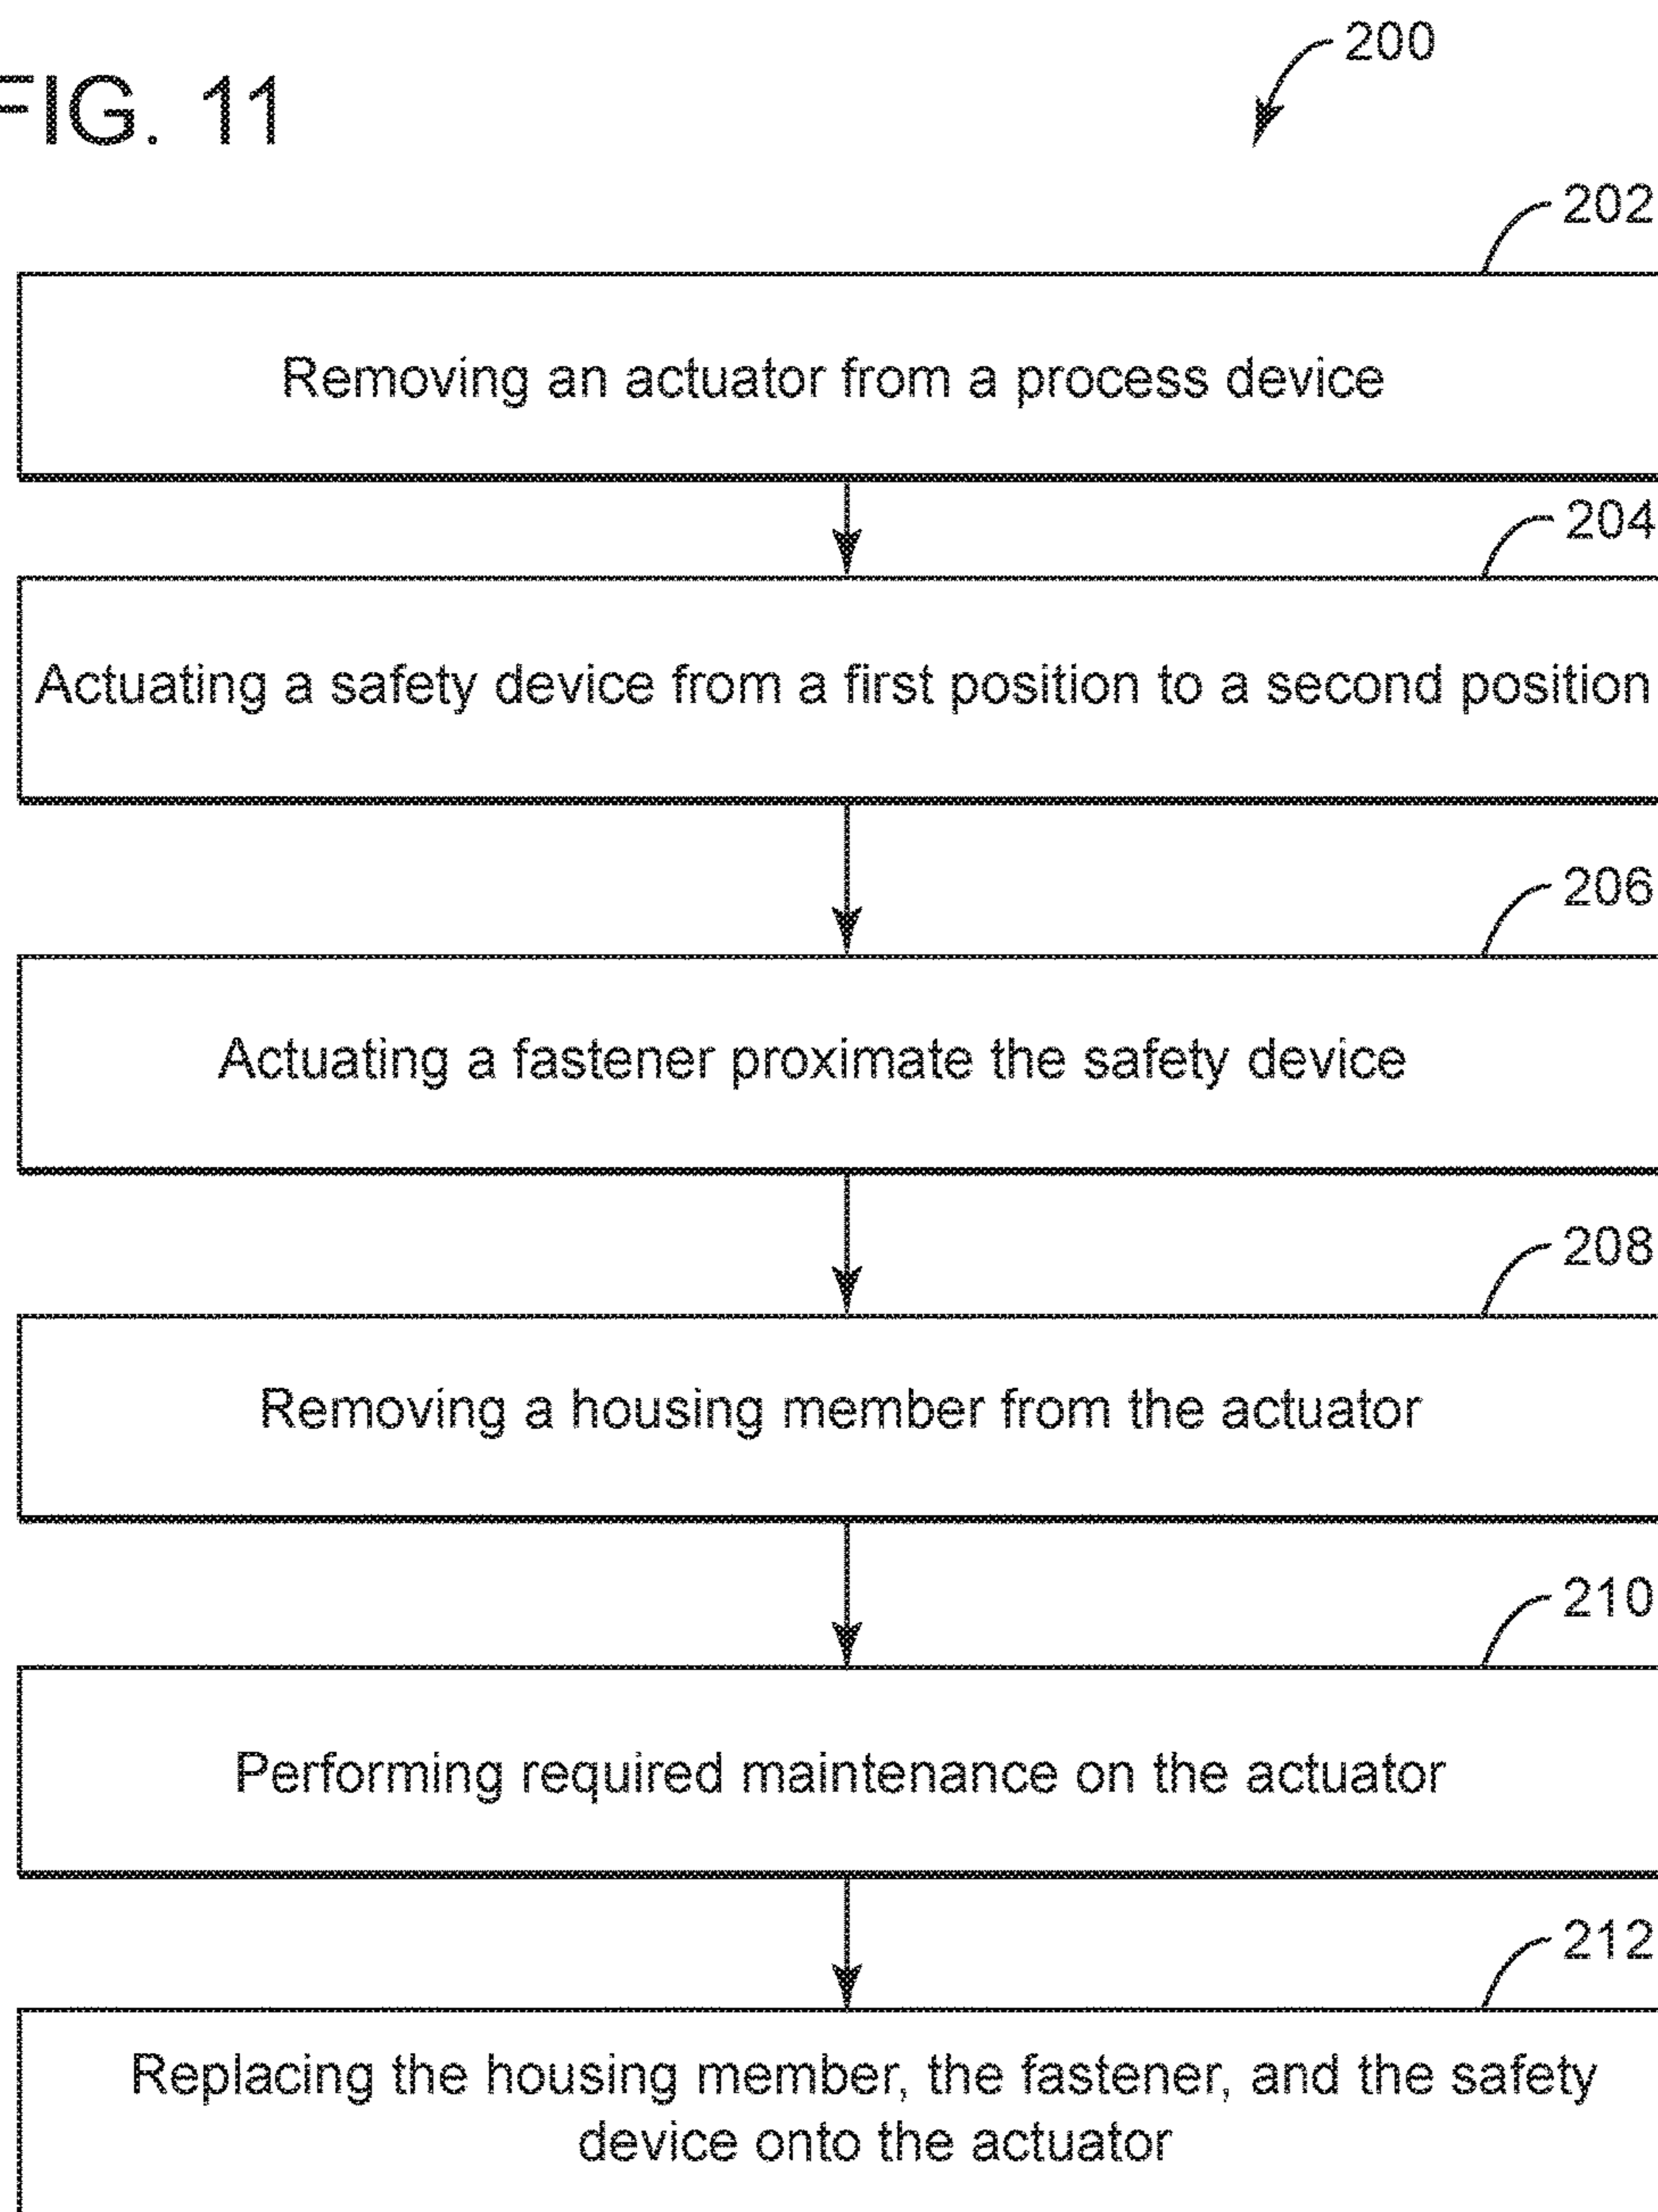 FIG. 11
200
202
Removing an actuator from a process device
204
Actuating a safety device from a first position to a second position
206
Actuating a fastener proximate the safety device
208
Removing a housing member from the actuator
210
Performing required maintenance on the actuator
212
Replacing the housing member, the fastener, and the safety
device onto the actuator